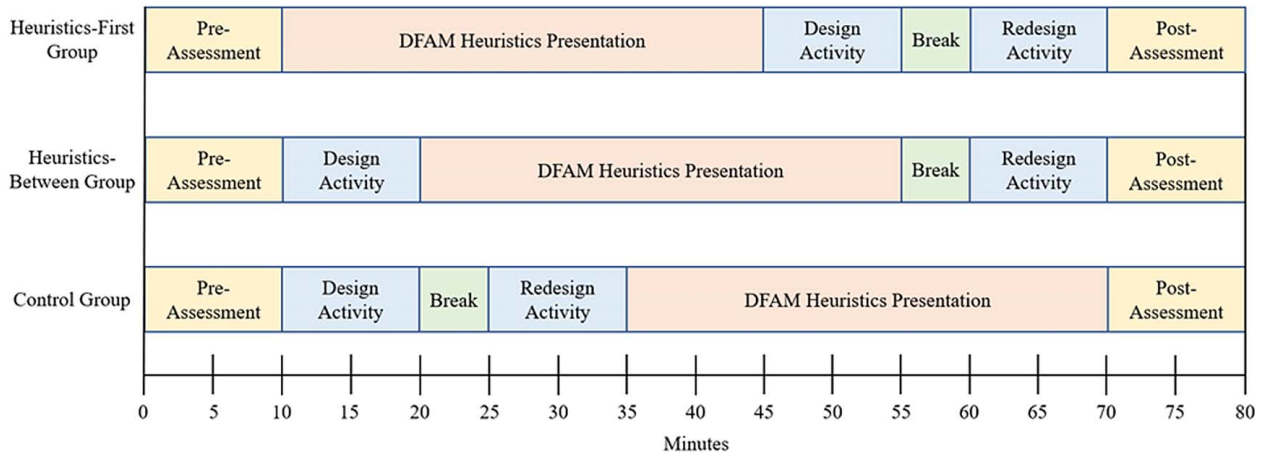 Heuristics-First
Group
Pre-
Assessment
DFAM Heuristics Presentation
Design
Activity
Break
Redesign
Activity
Post-
Assessment
Heuristics-
Between Group
Pre-
Assessment
Design
Activity
DFAM Heuristics Presentation
Break
Redesign
Activity
Post-
Assessment
Control Group
Pre-
Assessment
Design
Activity
Break
Redesign
Activity
DFAM Heuristics Presentation
Post-
Assessment
0 5 10 15 20 25 30 35 40 45 50 55 60 65 70 75 80
Minutes